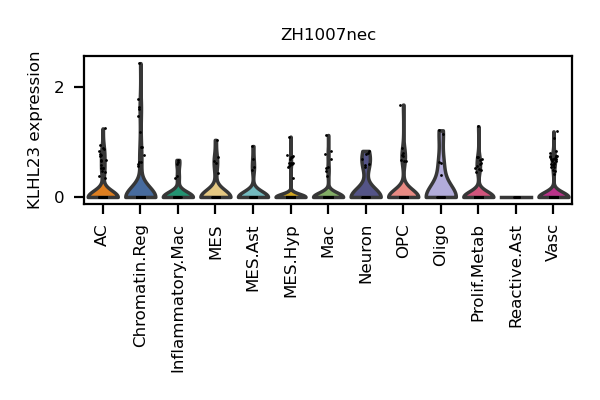 ZH1007nec
KLHL23 expression
2
0
AC
Chromatin.Reg
Inflammatory.Mac
MES
MES.Ast
MES.Hyp
Mac
Neuron
OPC
Oligo
Prolif.Metab
Reactive.Ast
Vasc